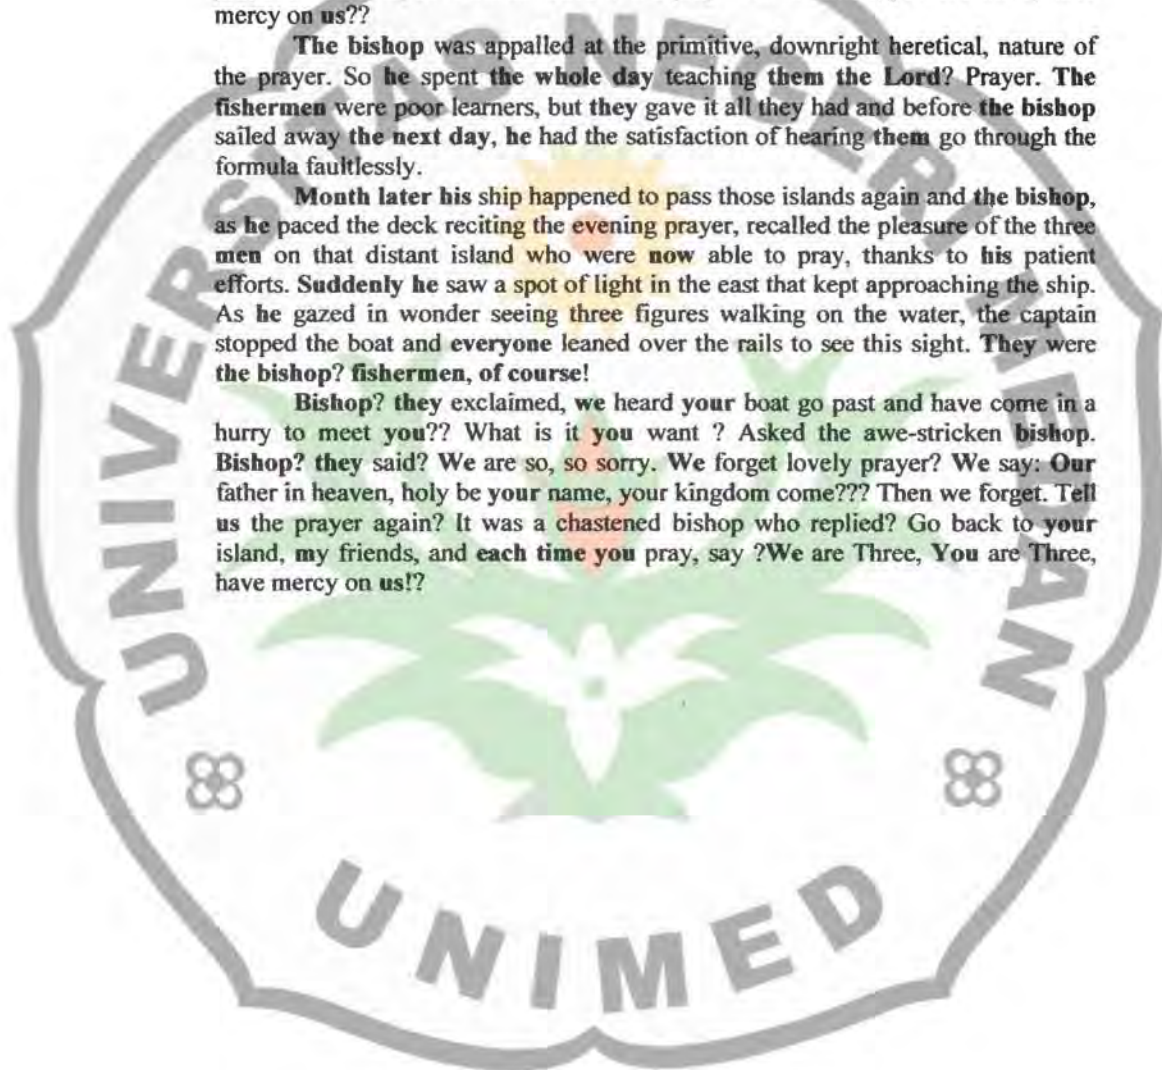 mercy on us??
The bishop was appalled at the primitive, downright heretical, nature of
the prayer. So he spent the whole day teaching them the Lord? Prayer. The
fishermen were poor learners, but they gave it all they had and before the bishop
sailed away the next day, he had the satisfaction of hearing them go through the
formula faultlessly.
Month later his ship happened to pass those islands again and the bishop,
as he paced the deck reciting the evening prayer, recalled the pleasure of the three
men on that distant island who were now able to pray, thanks to his patient
efforts. Suddenly he saw a spot of light in the east that kept approaching the ship.
As he gazed in wonder seeing three figures walking on the water, the captain
stopped the boat and everyone leaned over the rails to see this sight. They were
the bishop? fishermen, of course!
Bishop? they exclaimed, we heard your boat go past and have come in a
hurry to meet you?? What is it you want ? Asked the awe-stricken bishop.
Bishop? they said? We are so, so sorry. We forget lovely prayer? We say: Our
father in heaven, holy be your name, your kingdom come??? Then we forget. Tell
us the prayer again? It was a chastened bishop who replied? Go back to your
island, my friends, and each time you pray, say ?We are Three, You are Three,
have mercy on us!?
UNIVERSITAS NEGERI MEDAN
UNIMED